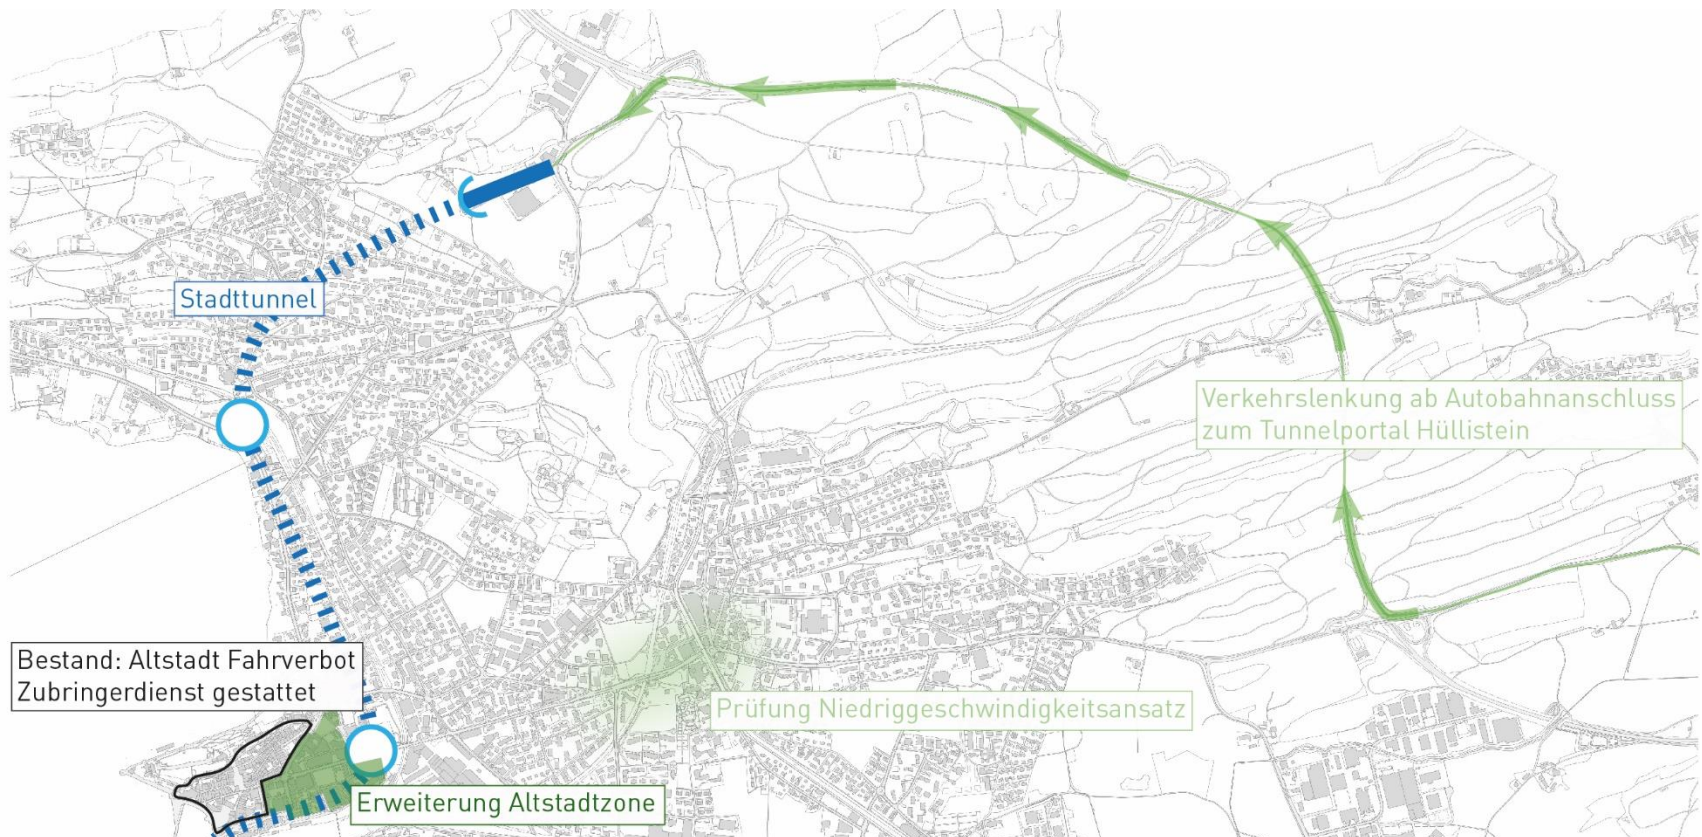 Stadttunnel
Verkehrslenkung ab Autobahnanschluss
zum Tunnelportal Hüllistein
Bestand: Altstadt Fahrverbot
Zubringerdienst gestattet
Prüfung Niedriggeschwindigkeitsansatz
Erweiterung Altstadtzone